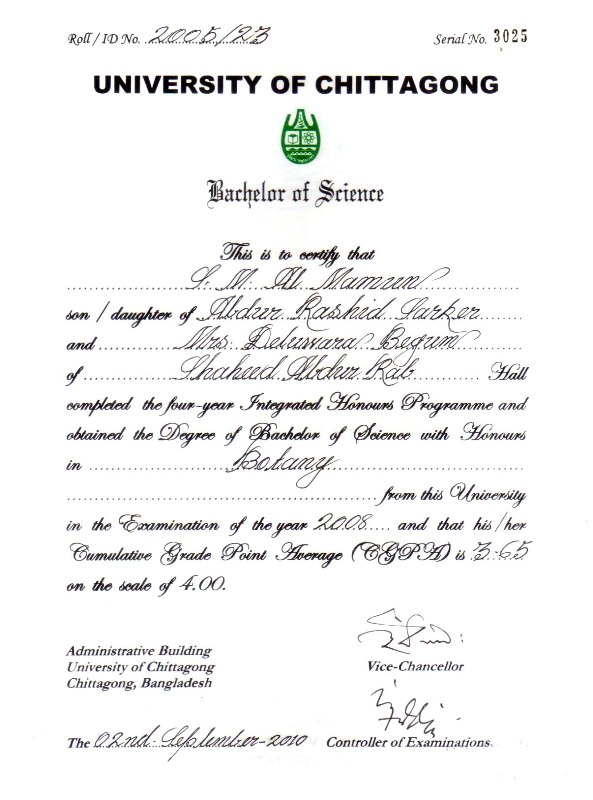 Roll / ID No. 2005/23 Serial No. 3025
UNIVERSITY OF CHITTAGONG
Bachelor of Science
This is to certify that
S. M. Al Mamun
son / daughter of Abdur Rashid Sarker
and Mrs. Deluwara Begum
of Shaheed Abdur Rab Hall
completed the four-year Integrated Honours Programme and
obtained the Degree of Bachelor of Science with Honours
in Botany
from this University
in the Examination of the year 2008 and that his/her
Cumulative Grade Point Average (CGPA) is 3.65
on the scale of 4.00.
Administrative Building
University of Chittagong
Chittagong, Bangladesh
Vice-Chancellor
The 02nd-September-2010 Controller of Examinations